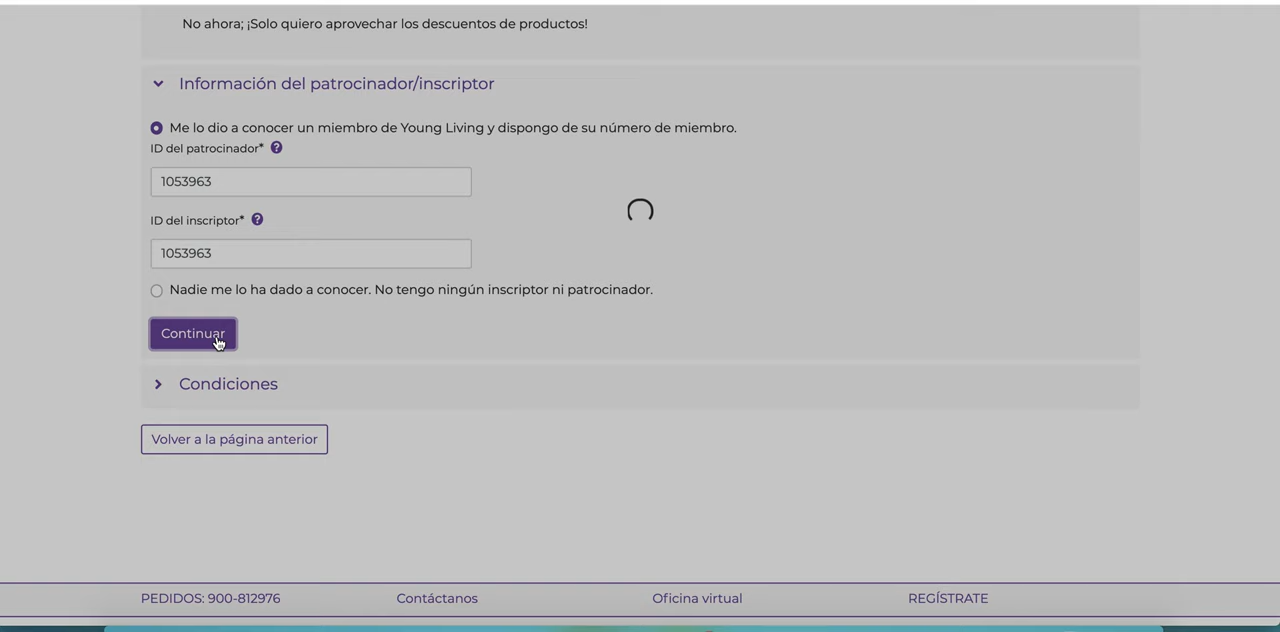 No ahora; ¡Solo quiero aprovechar los descuentos de productos!
Información del patrocinador/inscriptor
Me lo dio a conocer un miembro de Young Living y dispongo de su número de miembro.
ID del patrocinador* ?
1053963
ID del inscriptor* ?
1053963
Nadie me lo ha dado a conocer. No tengo ningún inscriptor ni patrocinador.
Continuar
Condiciones
Volver a la página anterior
PEDIDOS: 900-812976 Contáctanos Oficina virtual REGÍSTRATE